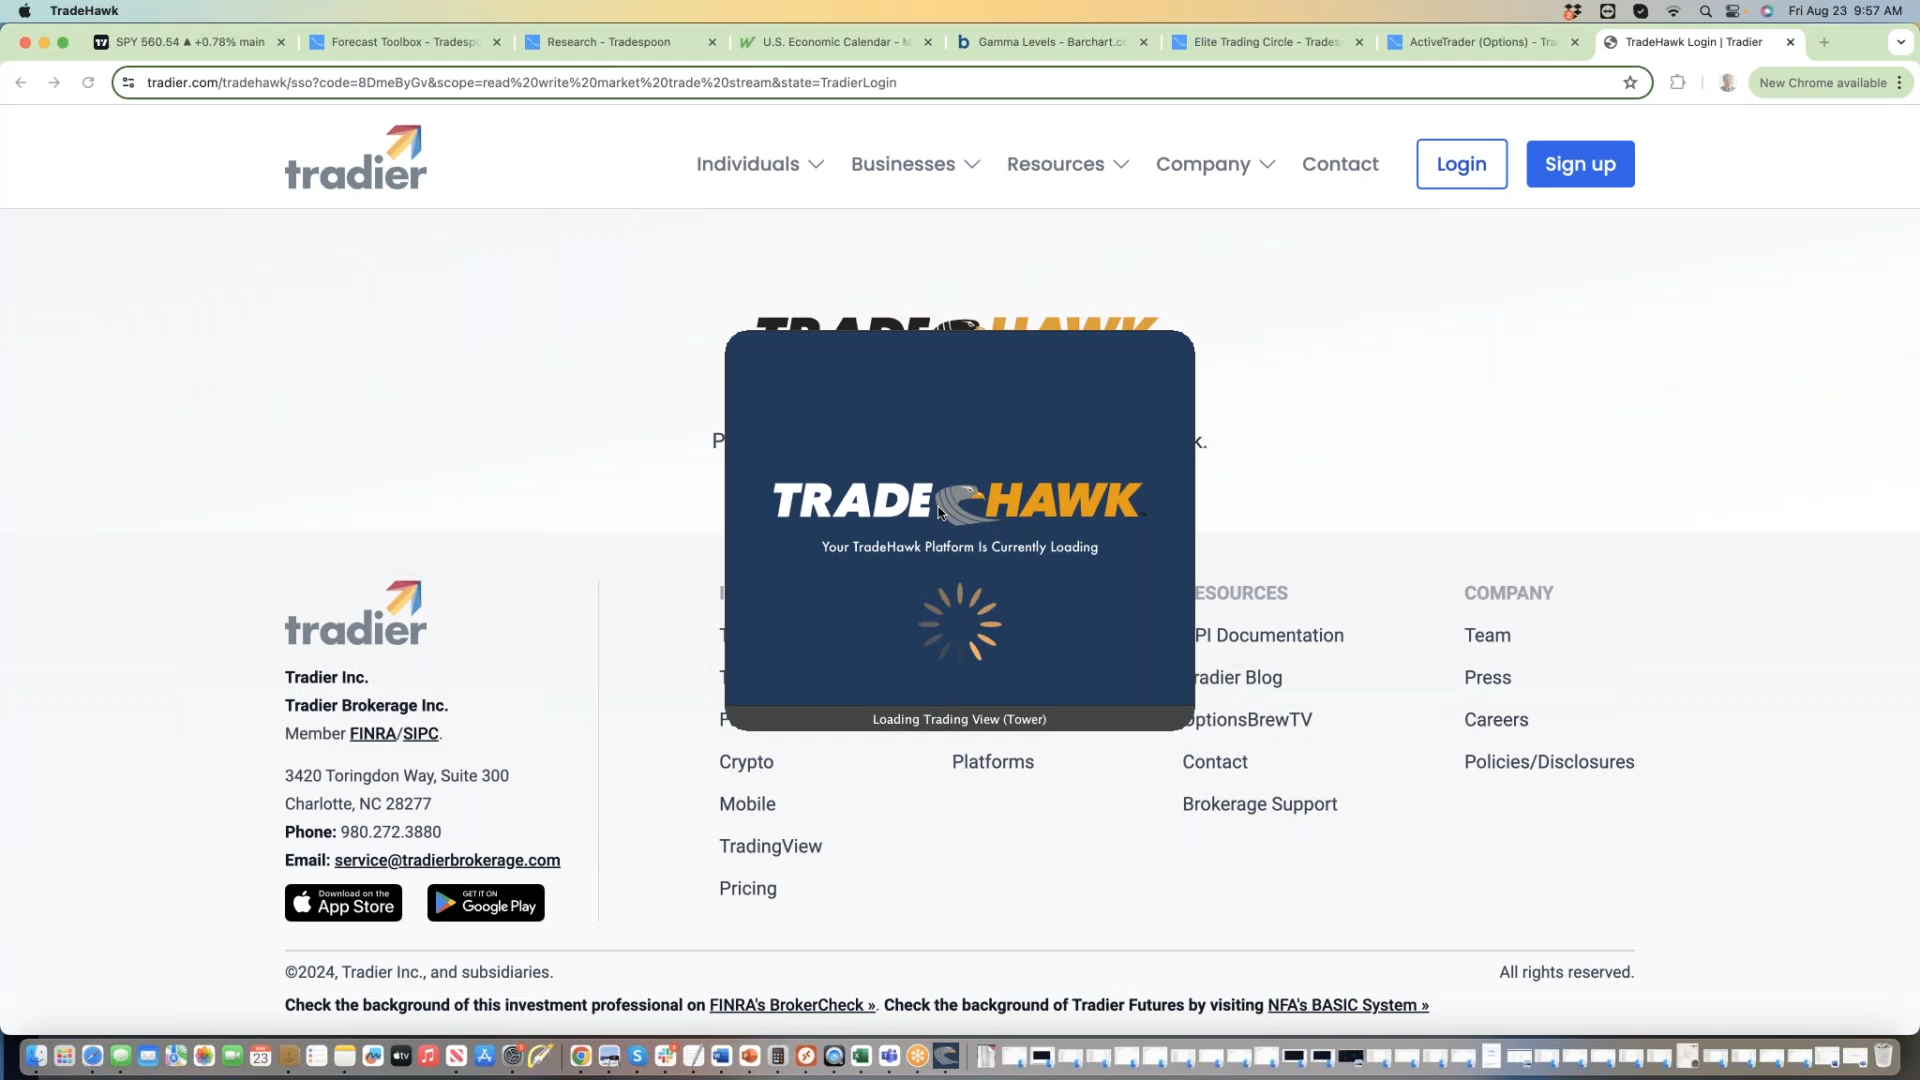 TradeHawk
Fri Aug 23 9:57 AM
SPY 560.54 ▲ +0.78% main
Forecast Toolbox - Tradespo
Research - Tradespoon
U.S. Economic Calendar - M
Gamma Levels - Barchart.co
Elite Trading Circle - Trades
ActiveTrader (Options) - Tra
TradeHawk Login | Tradier
tradier.com/tradehawk/sso?code=8DmeByGv&scope=read%20write%20market%20trade%20stream&state=TradierLogin
New Chrome available
tradier
Individuals
Businesses
Resources
Company
Contact
Login
Sign up
TRADE HAWK
P
k.
TRADE HAWK
Your TradeHawk Platform Is Currently Loading
Loading Trading View (Tower)
tradier
Tradier Inc.
Tradier Brokerage Inc.
Member FINRA/SIPC.
3420 Toringdon Way, Suite 300
Charlotte, NC 28277
Phone: 980.272.3880
Email: service@tradierbrokerage.com
Download on the
App Store
GET IT ON
Google Play
Crypto
Mobile
TradingView
Pricing
Platforms
ESOURCES
PI Documentation
radier Blog
OptionsBrewTV
Contact
Brokerage Support
COMPANY
Team
Press
Careers
Policies/Disclosures
©2024, Tradier Inc., and subsidiaries.
All rights reserved.
Check the background of this investment professional on FINRA's BrokerCheck ». Check the background of Tradier Futures by visiting NFA's BASIC System »